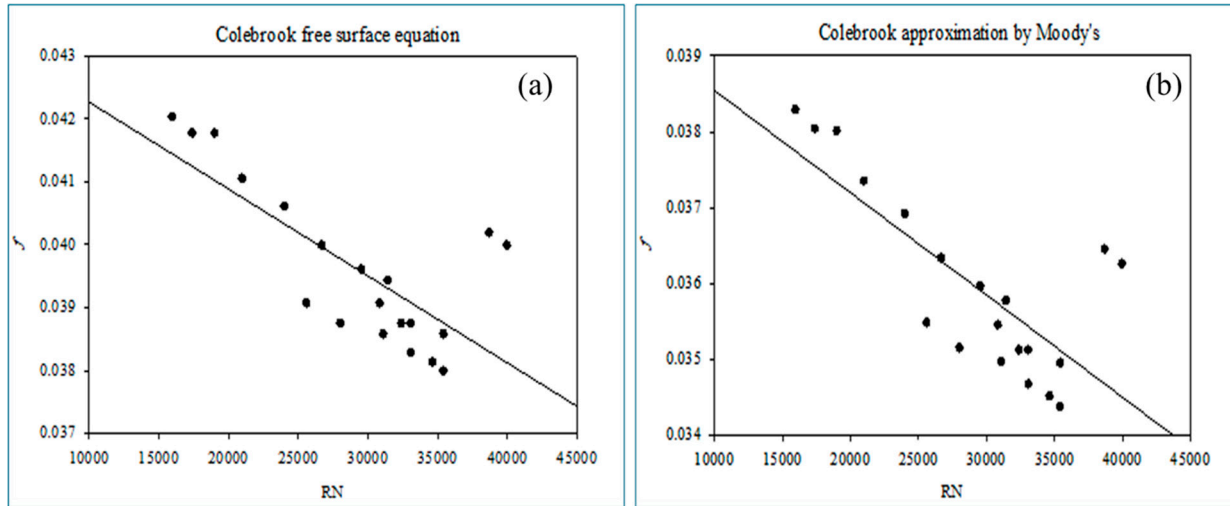 Colebrook free surface equation
(a)
0.043
0.042
0.041
0.040
0.039
0.038
0.037
f
10000 15000 20000 25000 30000 35000 40000 45000
RN
Colebrook approximation by Moody's
(b)
0.039
0.038
0.037
0.036
0.035
0.034
f
10000 15000 20000 25000 30000 35000 40000 45000
RN